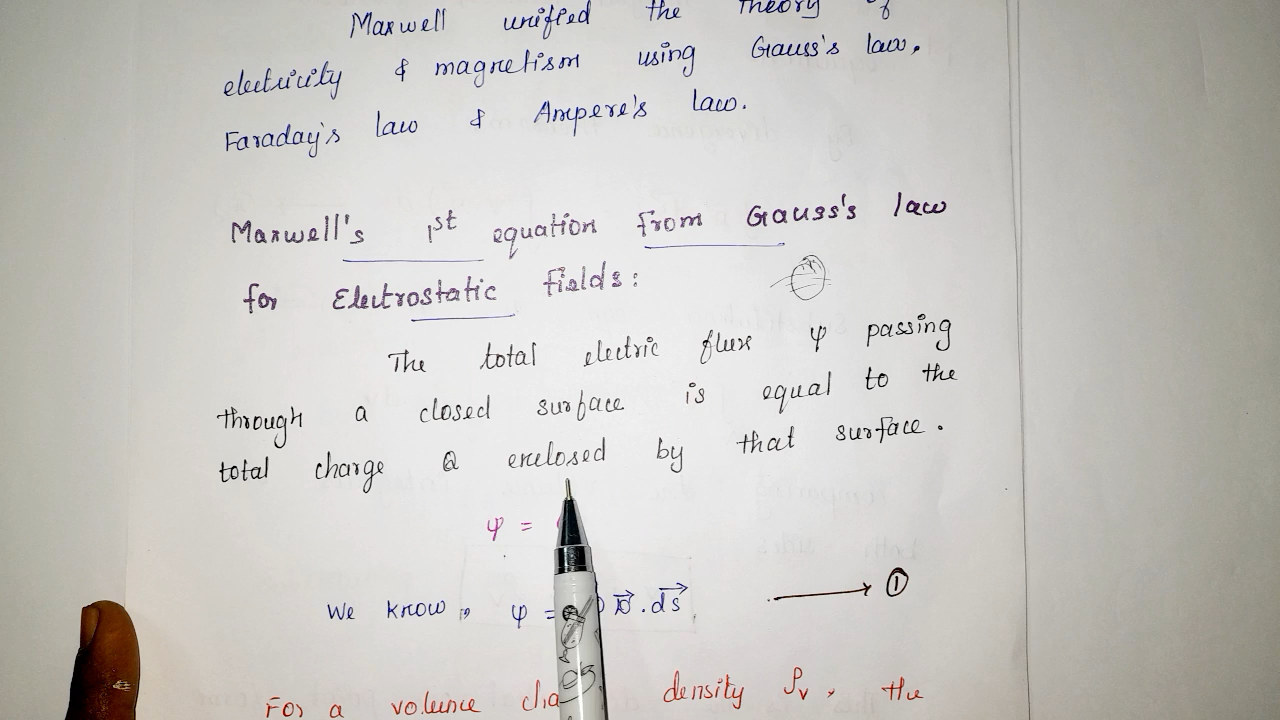 Maxwell unified the theory of
electricity & magnetism using Gauss's law,
Faraday's law & Ampere's law.
Maxwell's 1st equation from Gauss's law
for Electrostatic fields:
The total electric flux ψ passing
through a closed surface is equal to the
total charge Q enclosed by that surface.
ψ =
We know, ψ = D⃗ . ds⃗ ①
For a volume density ρv, the